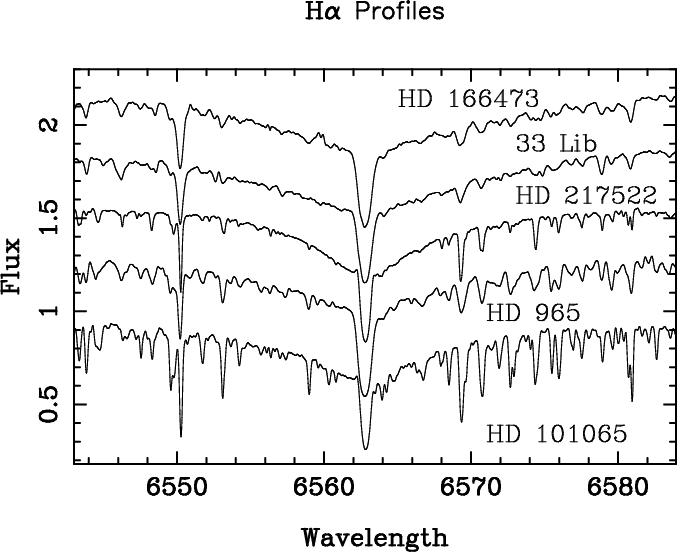 Hα Profiles
HD 166473
2
33 Lib
HD 217522
1.5
Flux
1
HD 965
0.5
HD 101065
6550 6560 6570 6580
Wavelength